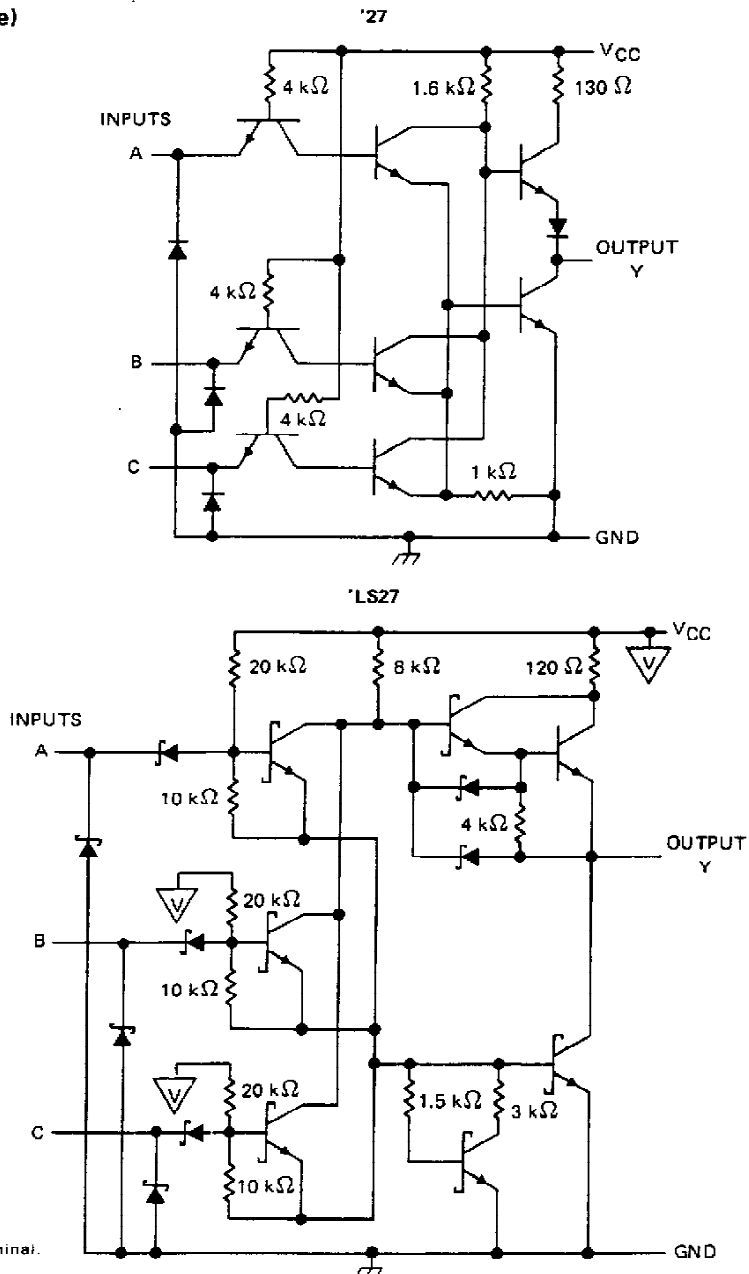 e)
'27
VCC
4 kΩ
1.6 kΩ
130 Ω
INPUTS
A
OUTPUT
Y
4 kΩ
B
4 kΩ
C
1 kΩ
GND
'LS27
VCC
20 kΩ
8 kΩ
120 Ω
V
INPUTS
A
10 kΩ
4 kΩ
OUTPUT
Y
V
20 kΩ
B
10 kΩ
V
20 kΩ
1.5 kΩ
3 kΩ
C
10 kΩ
inal.
GND